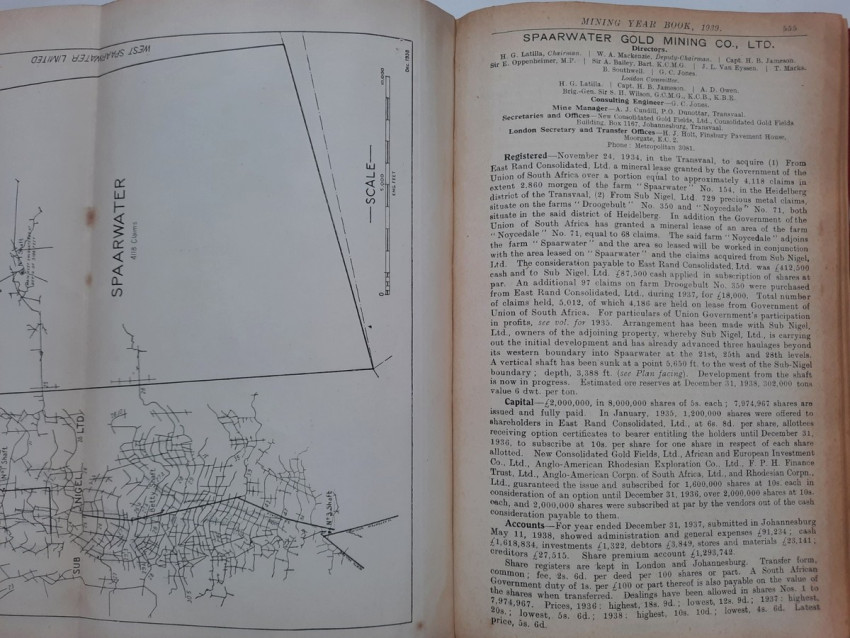 WEST SPAARWATER LIMITED
SPAARWATER
4118 Claims
—SCALE—
0
5,000
10,000
ENG. FEET
Dec. 1938
SUB NIGEL LTD.
MINING YEAR BOOK, 1939.
555
SPAARWATER GOLD MINING CO., LTD.
Directors.
H. G. Latilla, Chairman. | W. A. Mackenzie, Deputy-Chairman. | Capt. H. B. Jameson.
Sir E. Oppenheimer, M.P. | Sir A. Bailey, Bart., K.C.M.G. | J. L. Van Eyssen. | T. Marks.
B. Southwell. | G. C. Jones.
London Committee.
H. G. Latilla. | Capt. H. B. Jameson. | A. D. Owen.
Brig.-Gen. Sir S. H. Wilson, G.C.M.G., K.C.B., K.B.E.
Consulting Engineer—G. C. Jones.
Mine Manager—A. J. Cundill, P.O. Dunottar, Transvaal.
Secretaries and Offices—New Consolidated Gold Fields, Ltd., Consolidated Gold Fields
Building, Box 1167, Johannesburg, Transvaal.
London Secretary and Transfer Offices—H. J. Holt, Finsbury Pavement House,
Moorgate, E.C. 2.
Phone: Metropolitan 3981.
Registered—November 24, 1934, in the Transvaal, to acquire (1) From
East Rand Consolidated, Ltd. a mineral lease granted by the Government of the
Union of South Africa over a portion equal to approximately 4,118 claims in
extent 2.860 morgen of the farm "Spaarwater" No. 154, in the Heidelberg
district of the Transvaal, (2) From Sub Nigel, Ltd. 729 precious metal claims,
situate on the farms "Droogebult" No. 350 and "Noycedale" No. 71, both
situate in the said district of Heidelberg. In addition the Government of the
Union of South Africa has granted a mineral lease of an area of the farm
"Noycedale" No. 71, equal to 68 claims. The said farm "Noycedale" adjoins
the farm "Spaarwater" and the area so leased will be worked in conjunction
with the area leased on "Spaarwater" and the claims acquired from Sub Nigel,
Ltd. The consideration payable to East Rand Consolidated, Ltd. was £412,500
cash and to Sub Nigel, Ltd. £87,500 cash applied in subscription of shares at
par. An additional 97 claims on farm Droogebult No. 350 were purchased
from East Rand Consolidated, Ltd., during 1937, for £18,000. Total number
of claims held, 5,012, of which 4,186 are held on lease from Government of
Union of South Africa. For particulars of Union Government's participation
in profits, see vol. for 1935. Arrangement has been made with Sub Nigel,
Ltd., owners of the adjoining property, whereby Sub Nigel, Ltd., is carrying
out the initial development and has already advanced three haulages beyond
its western boundary into Spaarwater at the 21st, 25th and 28th levels.
A vertical shaft has been sunk at a point 5,650 ft. to the west of the Sub-Nigel
boundary; depth, 3,388 ft. (see Plan facing). Development from the shaft
is now in progress. Estimated ore reserves at December 31, 1938, 302,000 tons
value 6 dwt. per ton.
Capital—£2,000,000, in 8,000,000 shares of 5s. each; 7,974,967 shares are
issued and fully paid. In January, 1935, 1,200,000 shares were offered to
shareholders in East Rand Consolidated, Ltd., at 6s. 8d. per share, allottees
receiving option certificates to bearer entitling the holders until December 31,
1936, to subscribe at 10s. per share for one share in respect of each share
allotted. New Consolidated Gold Fields, Ltd., African and European Investment
Co., Ltd., Anglo-American Rhodesian Exploration Co., Ltd., F. P. H. Finance
Trust, Ltd., Anglo-American Corpn. of South Africa, Ltd., and Rhodesian Corpn.,
Ltd., guaranteed the issue and subscribed for 1,600,000 shares at 10s. each in
consideration of an option until December 31, 1936, over 2,000,000 shares at 10s.
each, and 2,000,000 shares were subscribed at par by the vendors out of the cash
consideration payable to them.
Accounts—For year ended December 31, 1937, submitted in Johannesburg
May 11, 1938, showed administration and general expenses £91,234; cash
£1,618,834, investments £1,322, debtors £3,849, stores and materials £23,141;
creditors £27,515. Share premium account £1,293,742.
Share registers are kept in London and Johannesburg. Transfer form,
common; fee, 2s. 6d. per deed per 100 shares or part. A South African
Government duty of 1s. per £100 or part thereof is also payable on the value of
the shares when transferred. Dealings have been allowed in shares Nos. 1 to
7,974,967. Prices, 1936: highest, 18s. 9d.; lowest, 12s. 9d.; 1937: highest,
20s.; lowest, 5s. 6d.; 1938: highest, 10s. 10d.; lowest, 4s. 6d. Latest
price, 5s. 6d.